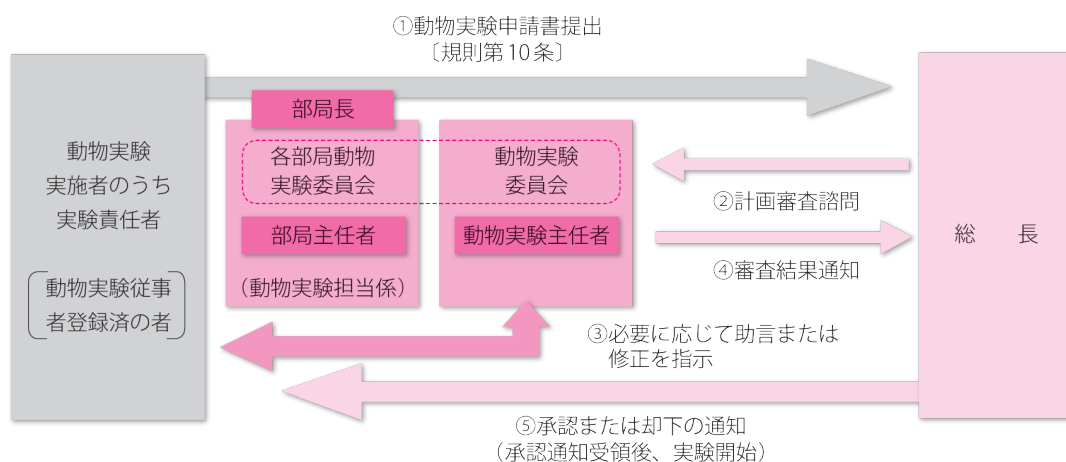 ①動物実験申請書提出
〔規則第10条〕
動物実験
実施者のうち
実験責任者
動物実験従事
者登録済の者
部局長
各部局動物
実験委員会
部局主任者
(動物実験担当係)
動物実験
委員会
動物実験主任者
②計画審査諮問
④審査結果通知
③必要に応じて助言または
修正を指示
⑤承認または却下の通知
(承認通知受領後、実験開始)
総 長